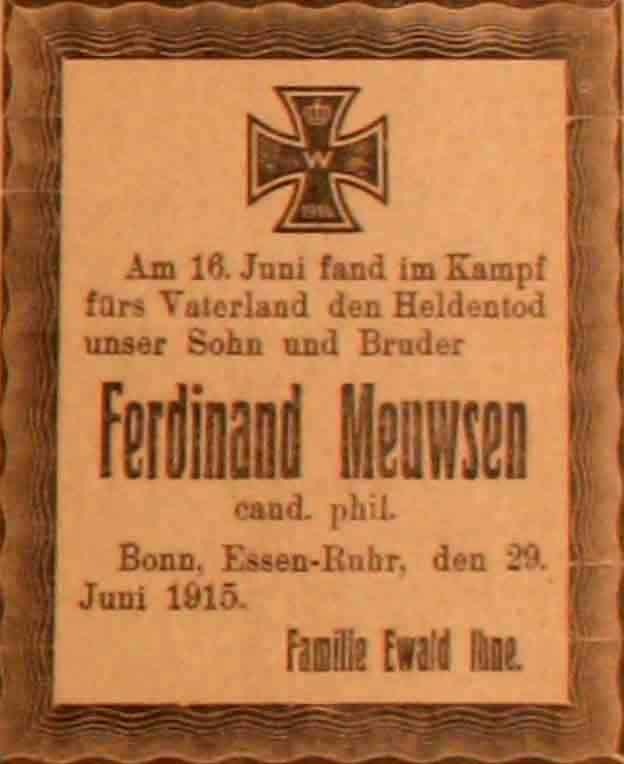 W
Am 16. Juni fand im Kampf
fürs Vaterland den Heldentod
unser Sohn und Bruder
Ferdinand Meuwsen
cand. phil.
Bonn, Essen-Ruhr, den 29.
Juni 1915.
Familie Ewald Ihne.